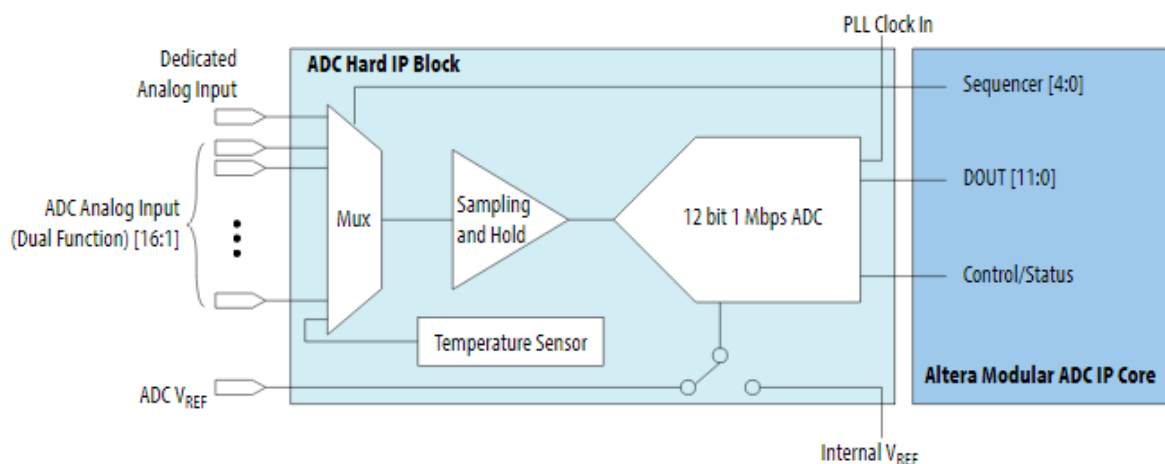 PLL Clock In
Dedicated
Analog Input
ADC Hard IP Block
Sequencer [4:0]
ADC Analog Input
(Dual Function) [16:1]
Mux
Sampling
and Hold
12 bit 1 Mbps ADC
DOUT [11:0]
Control/Status
Temperature Sensor
ADC VREF
Altera Modular ADC IP Core
Internal VREF